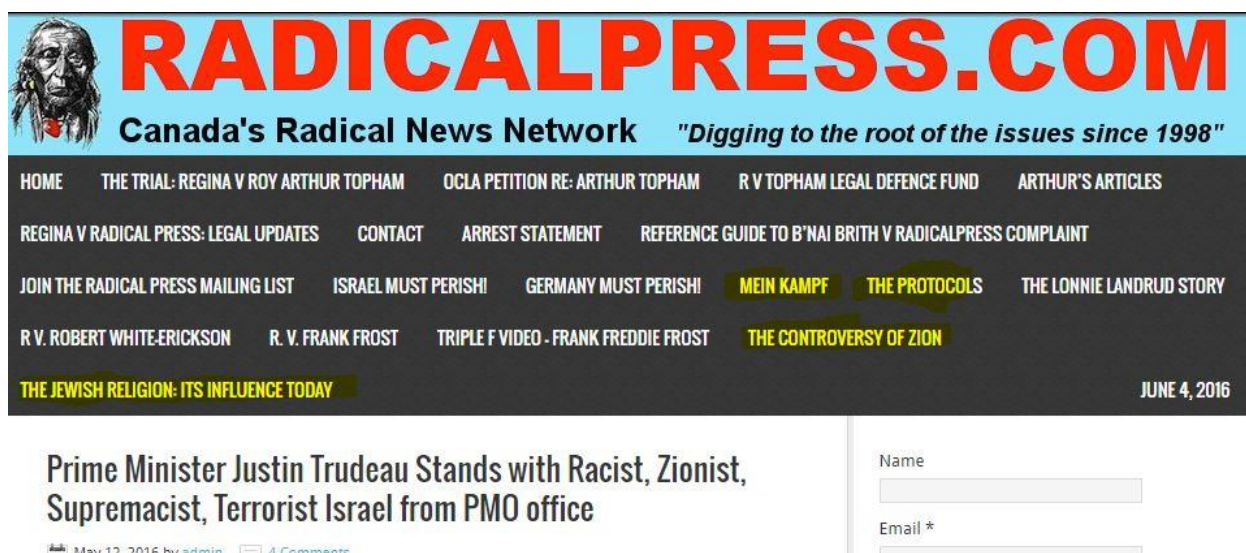 RADICALPRESS.COM
Canada's Radical News Network "Digging to the root of the issues since 1998"
HOME THE TRIAL: REGINA V ROY ARTHUR TOPHAM OCLA PETITION RE: ARTHUR TOPHAM R V TOPHAM LEGAL DEFENCE FUND ARTHUR'S ARTICLES
REGINA V RADICAL PRESS: LEGAL UPDATES CONTACT ARREST STATEMENT REFERENCE GUIDE TO B'NAI BRITH V RADICALPRESS COMPLAINT
JOIN THE RADICAL PRESS MAILING LIST ISRAEL MUST PERISH! GERMANY MUST PERISH! MEIN KAMPF THE PROTOCOLS THE LONNIE LANDRUD STORY
R V. ROBERT WHITE-ERICKSON R. V. FRANK FROST TRIPLE F VIDEO - FRANK FREDDIE FROST THE CONTROVERSY OF ZION
THE JEWISH RELIGION: ITS INFLUENCE TODAY JUNE 4, 2016
Prime Minister Justin Trudeau Stands with Racist, Zionist,
Supremacist, Terrorist Israel from PMO office
May 12, 2016 by admin 4 Comments
Name
Email *